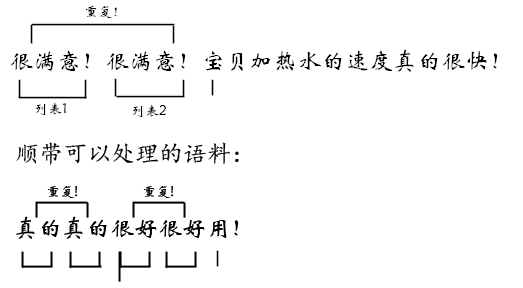 重复!
很满意! 很满意! 宝贝加热水的速度真的很快!
列表1 列表2
顺带可以处理的语料:
重复! 重复!
真的真的很好很好用!